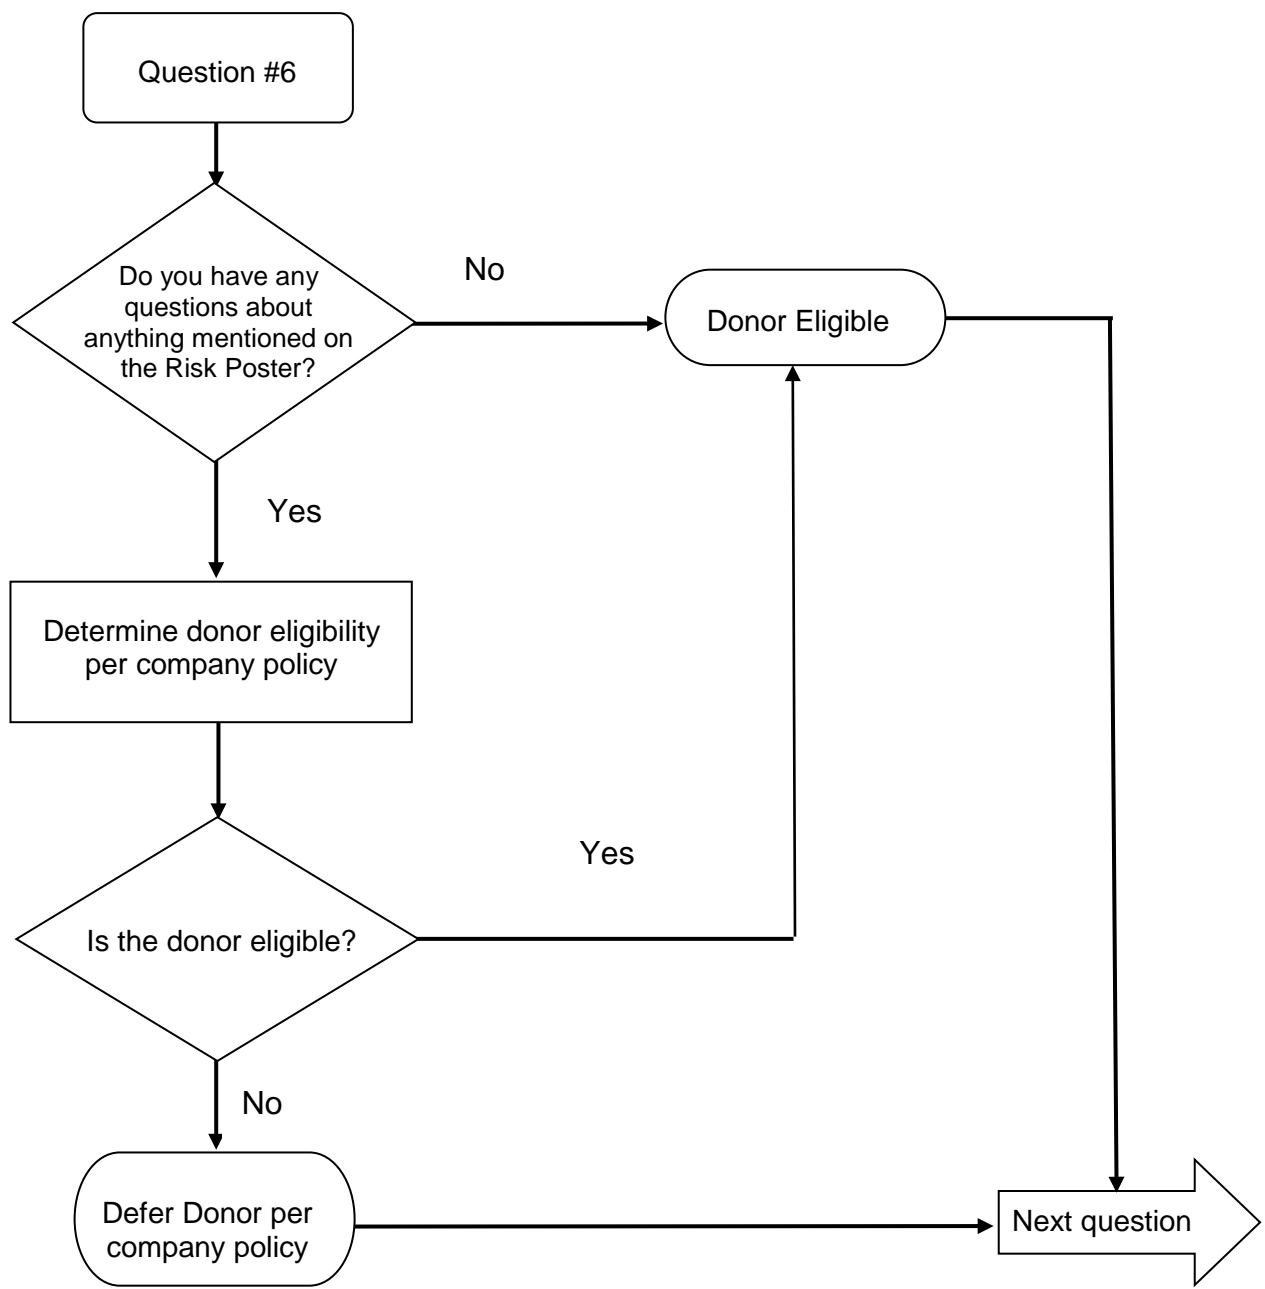 Question #6
Do you have any
questions about
anything mentioned on
the Risk Poster?
No
Donor Eligible
Yes
Determine donor eligibility
per company policy
Yes
Is the donor eligible?
No
Defer Donor per
company policy
Next question